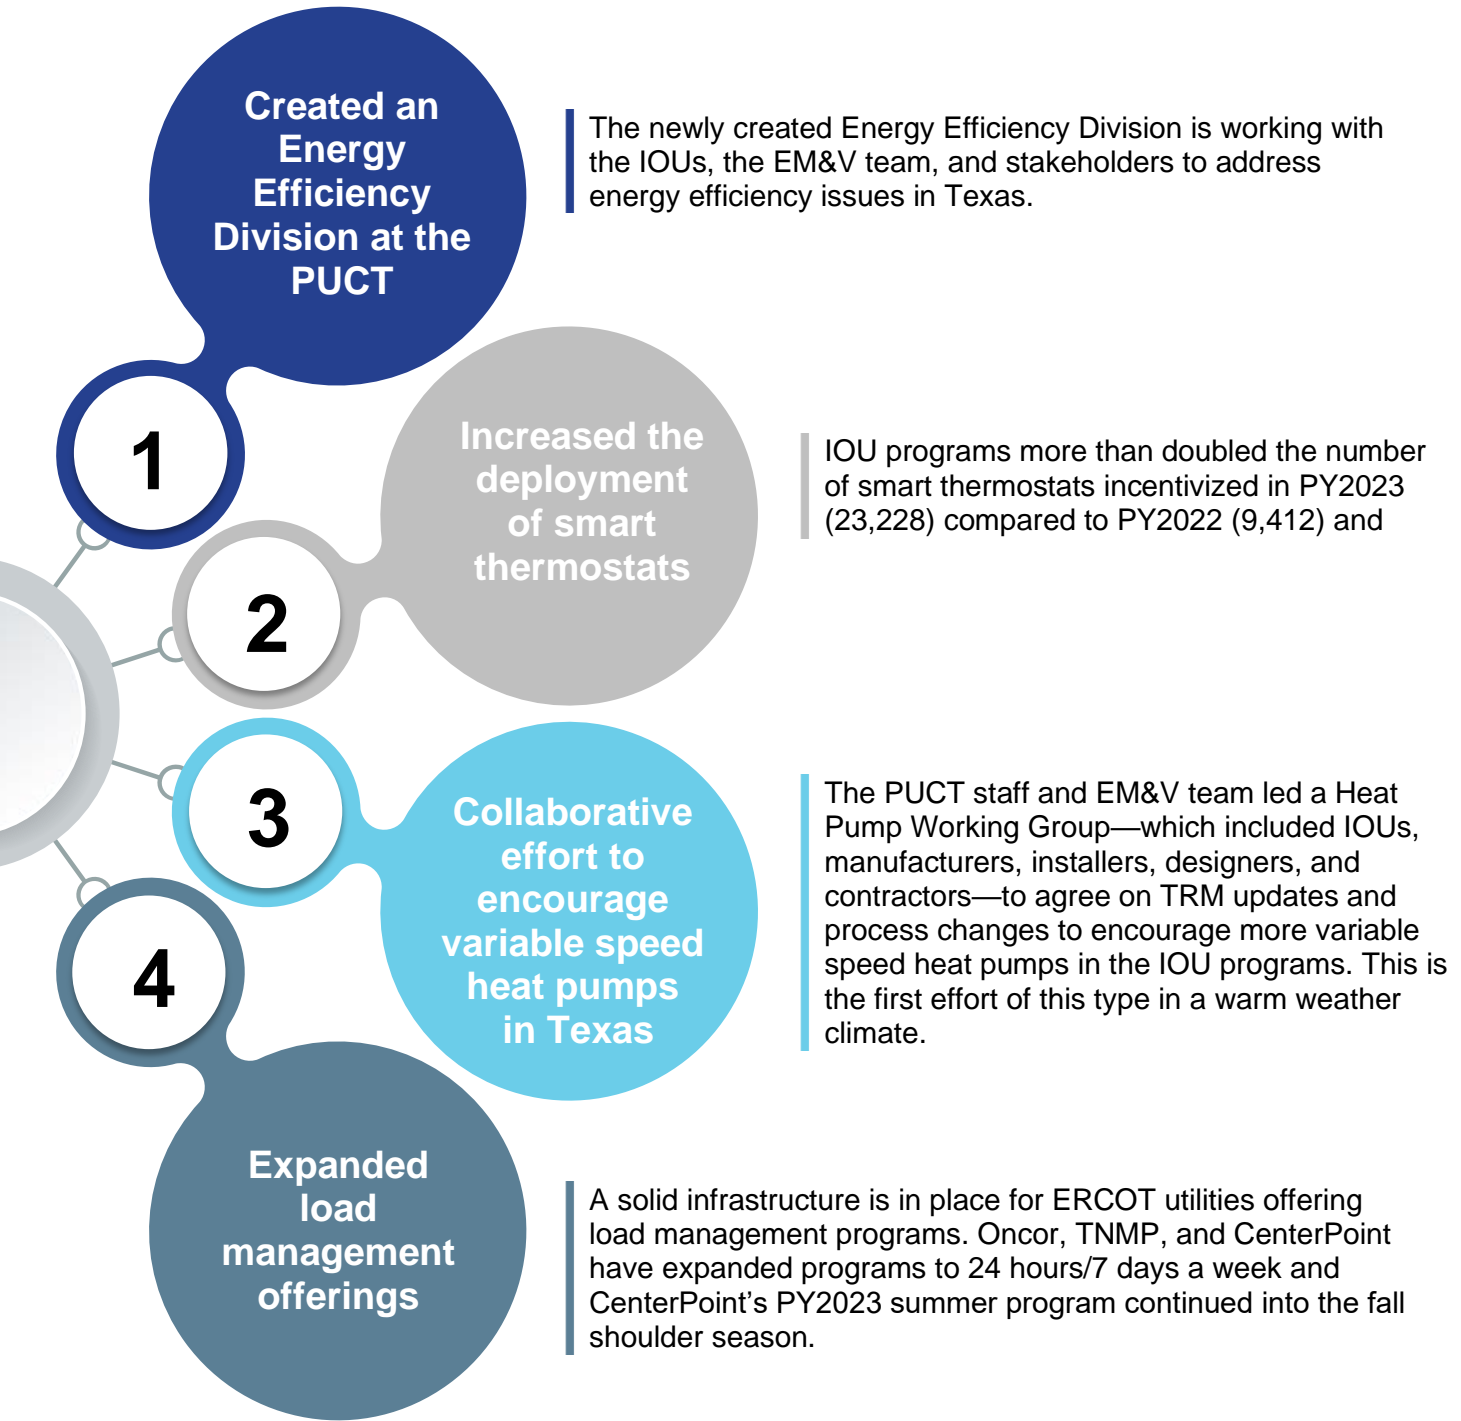 Created an
Energy
Efficiency
Division at the
PUCT
The newly created Energy Efficiency Division is working with
the IOUs, the EM&V team, and stakeholders to address
energy efficiency issues in Texas.
1
Increased the
deployment
of smart
thermostats
IOU programs more than doubled the number
of smart thermostats incentivized in PY2023
(23,228) compared to PY2022 (9,412) and
2
3
Collaborative
effort to
encourage
variable speed
heat pumps
in Texas
The PUCT staff and EM&V team led a Heat
Pump Working Group—which included IOUs,
manufacturers, installers, designers, and
contractors—to agree on TRM updates and
process changes to encourage more variable
speed heat pumps in the IOU programs. This is
the first effort of this type in a warm weather
climate.
4
Expanded
load
management
offerings
A solid infrastructure is in place for ERCOT utilities offering
load management programs. Oncor, TNMP, and CenterPoint
have expanded programs to 24 hours/7 days a week and
CenterPoint’s PY2023 summer program continued into the fall
shoulder season.